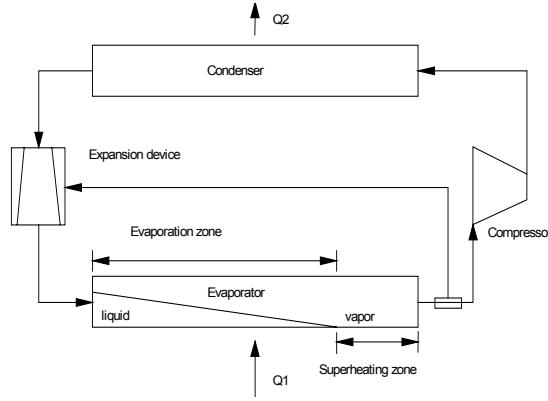 Q2
Condenser
Expansion device
Compresso
Evaporation zone
Evaporator
liquid
vapor
Superheating zone
Q1